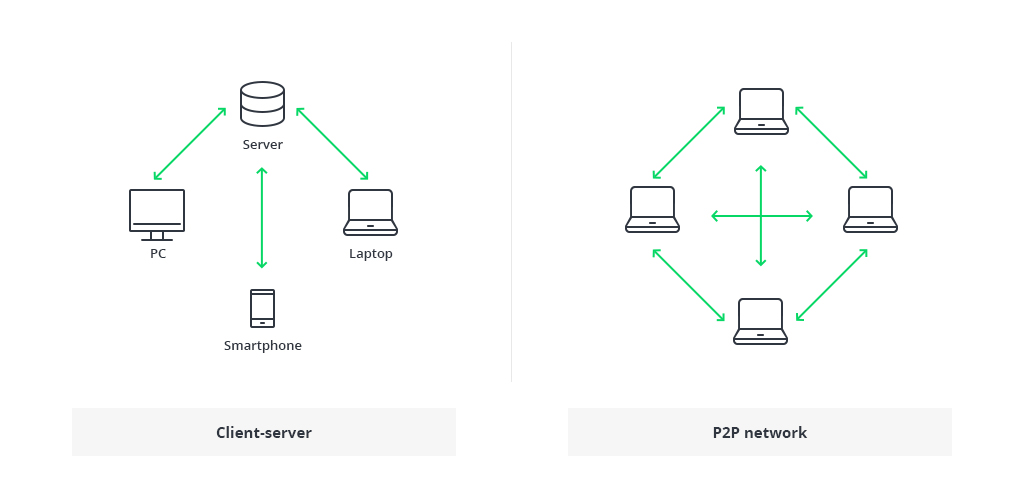 Server
PC
Laptop
Smartphone
Client-server
P2P network